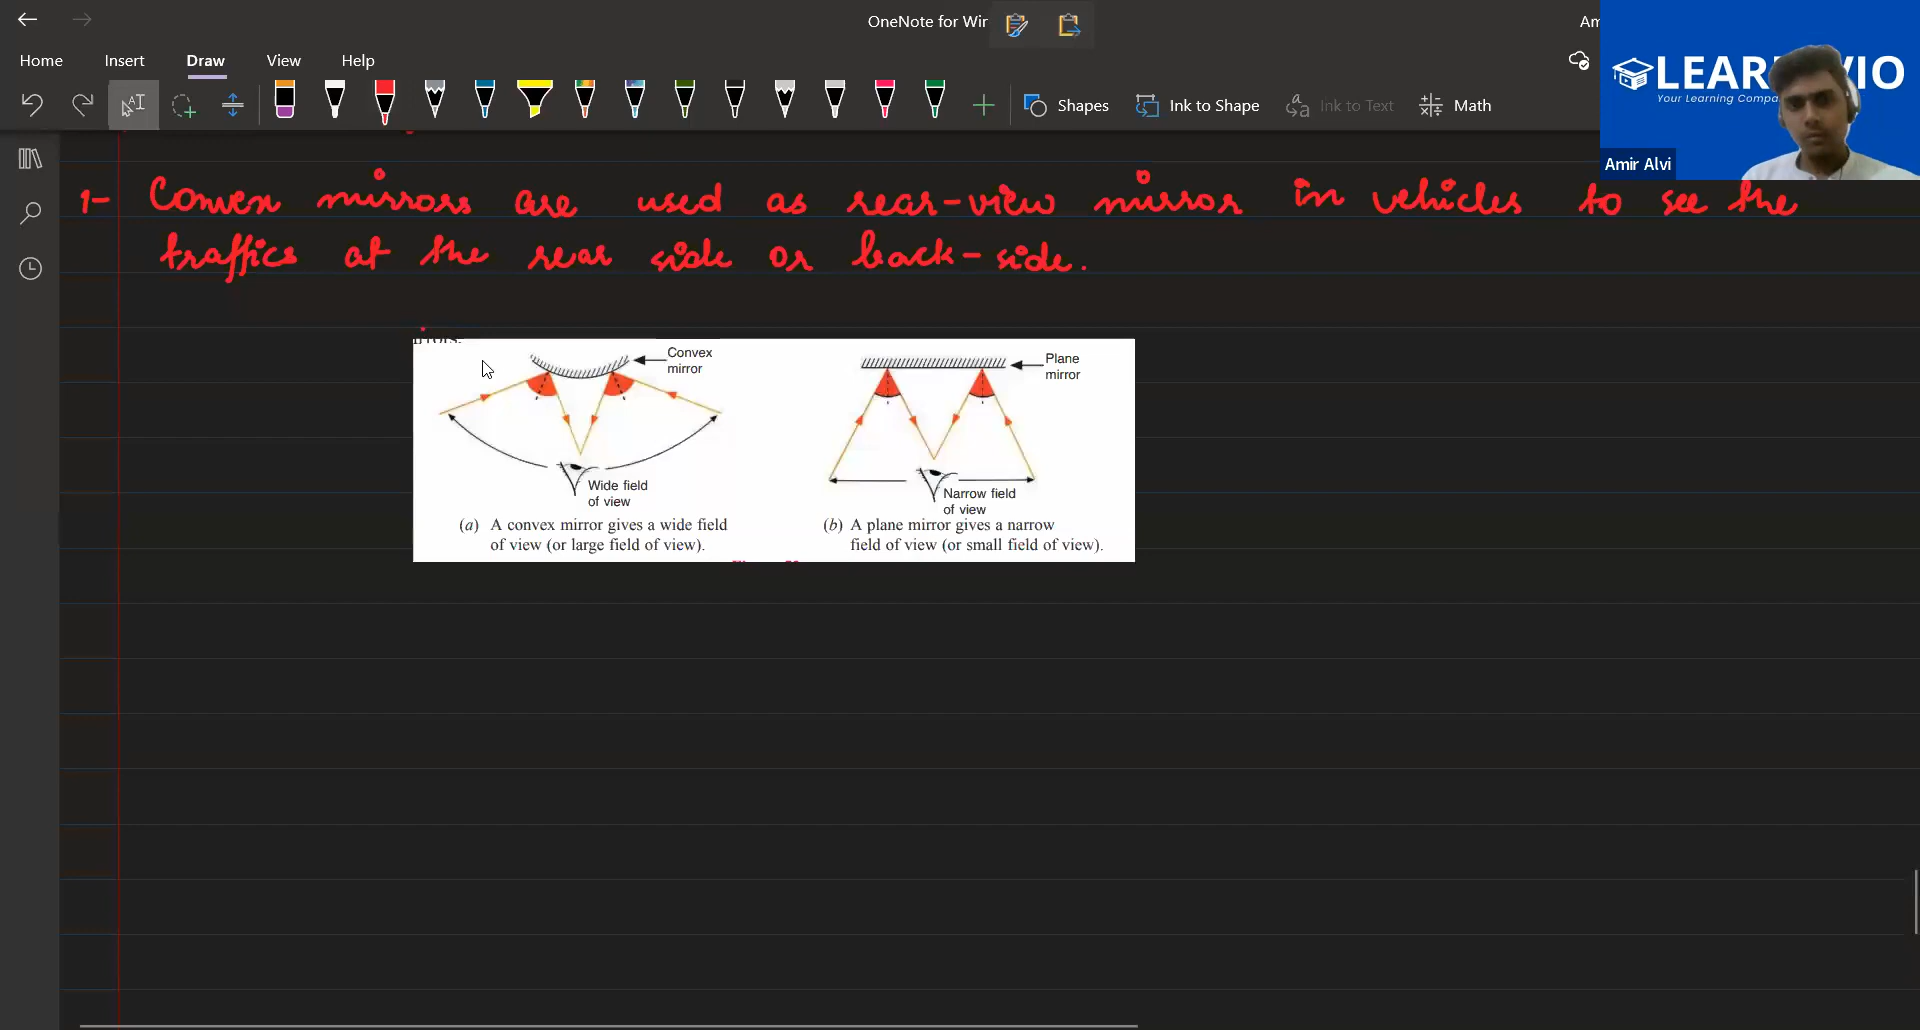 OneNote for Wir
Am
Home Insert Draw View Help
Shapes Ink to Shape Ink to Text Math
Your Learning Compa
Amir Alvi
1- Convex mirrors are used as rear-view mirror in vehicles to see the
traffics at the rear side or back-side.
Convex
mirror
Wide field
of view
(a) A convex mirror gives a wide field
of view (or large field of view).
Plane
mirror
Narrow field
of view
(b) A plane mirror gives a narrow
field of view (or small field of view).